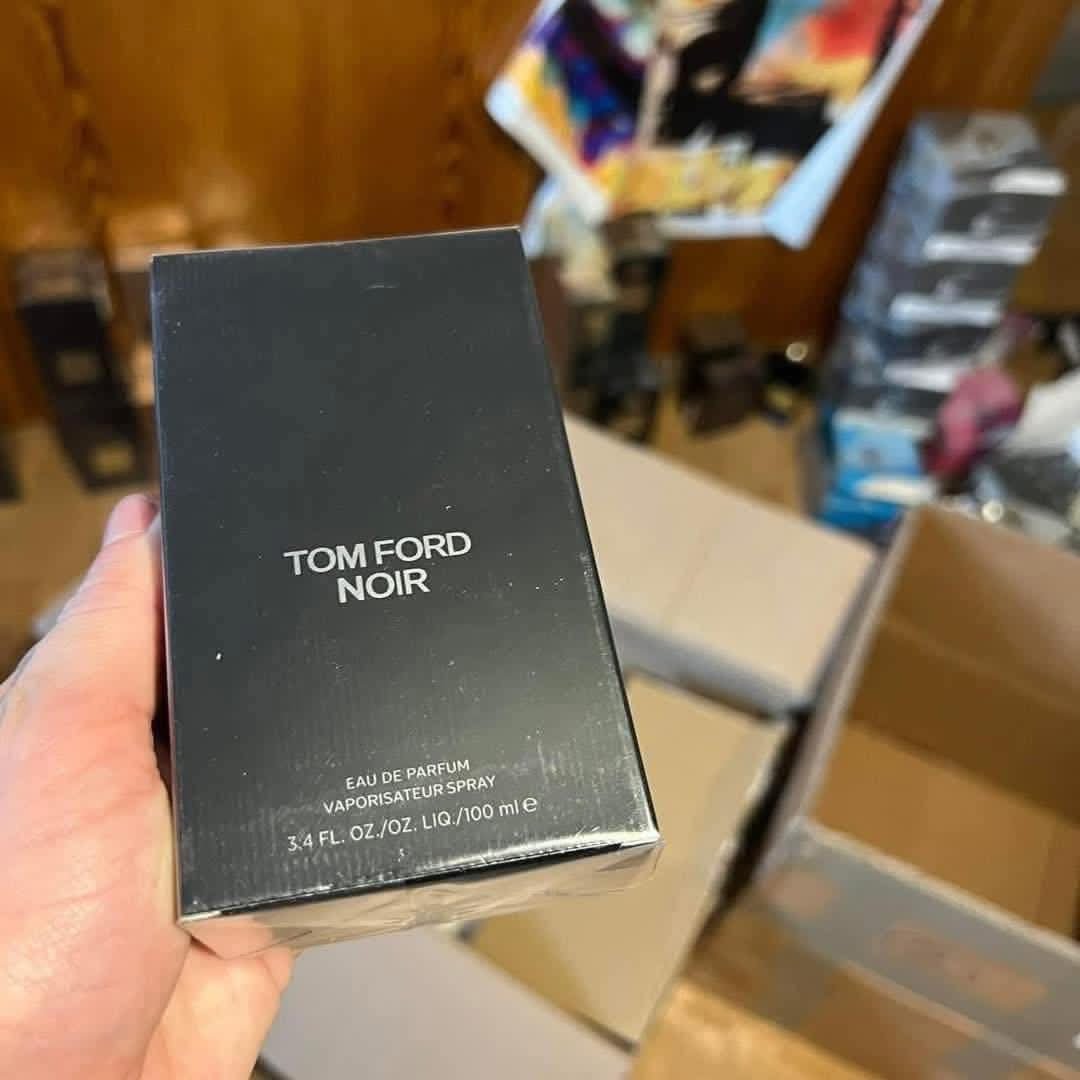 TOM FORD
NOIR
EAU DE PARFUM
VAPORISATEUR SPRAY
3.4 FL. OZ./OZ. LIQ./100 ml ℮